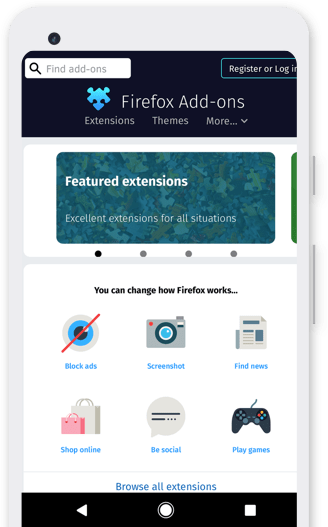 Find add-ons
Register or Log in
Firefox Add-ons
Extensions Themes More...
Featured extensions
Excellent extensions for all situations
You can change how Firefox works...
Block ads Screenshot Find news
Shop online Be social Play games
Browse all extensions